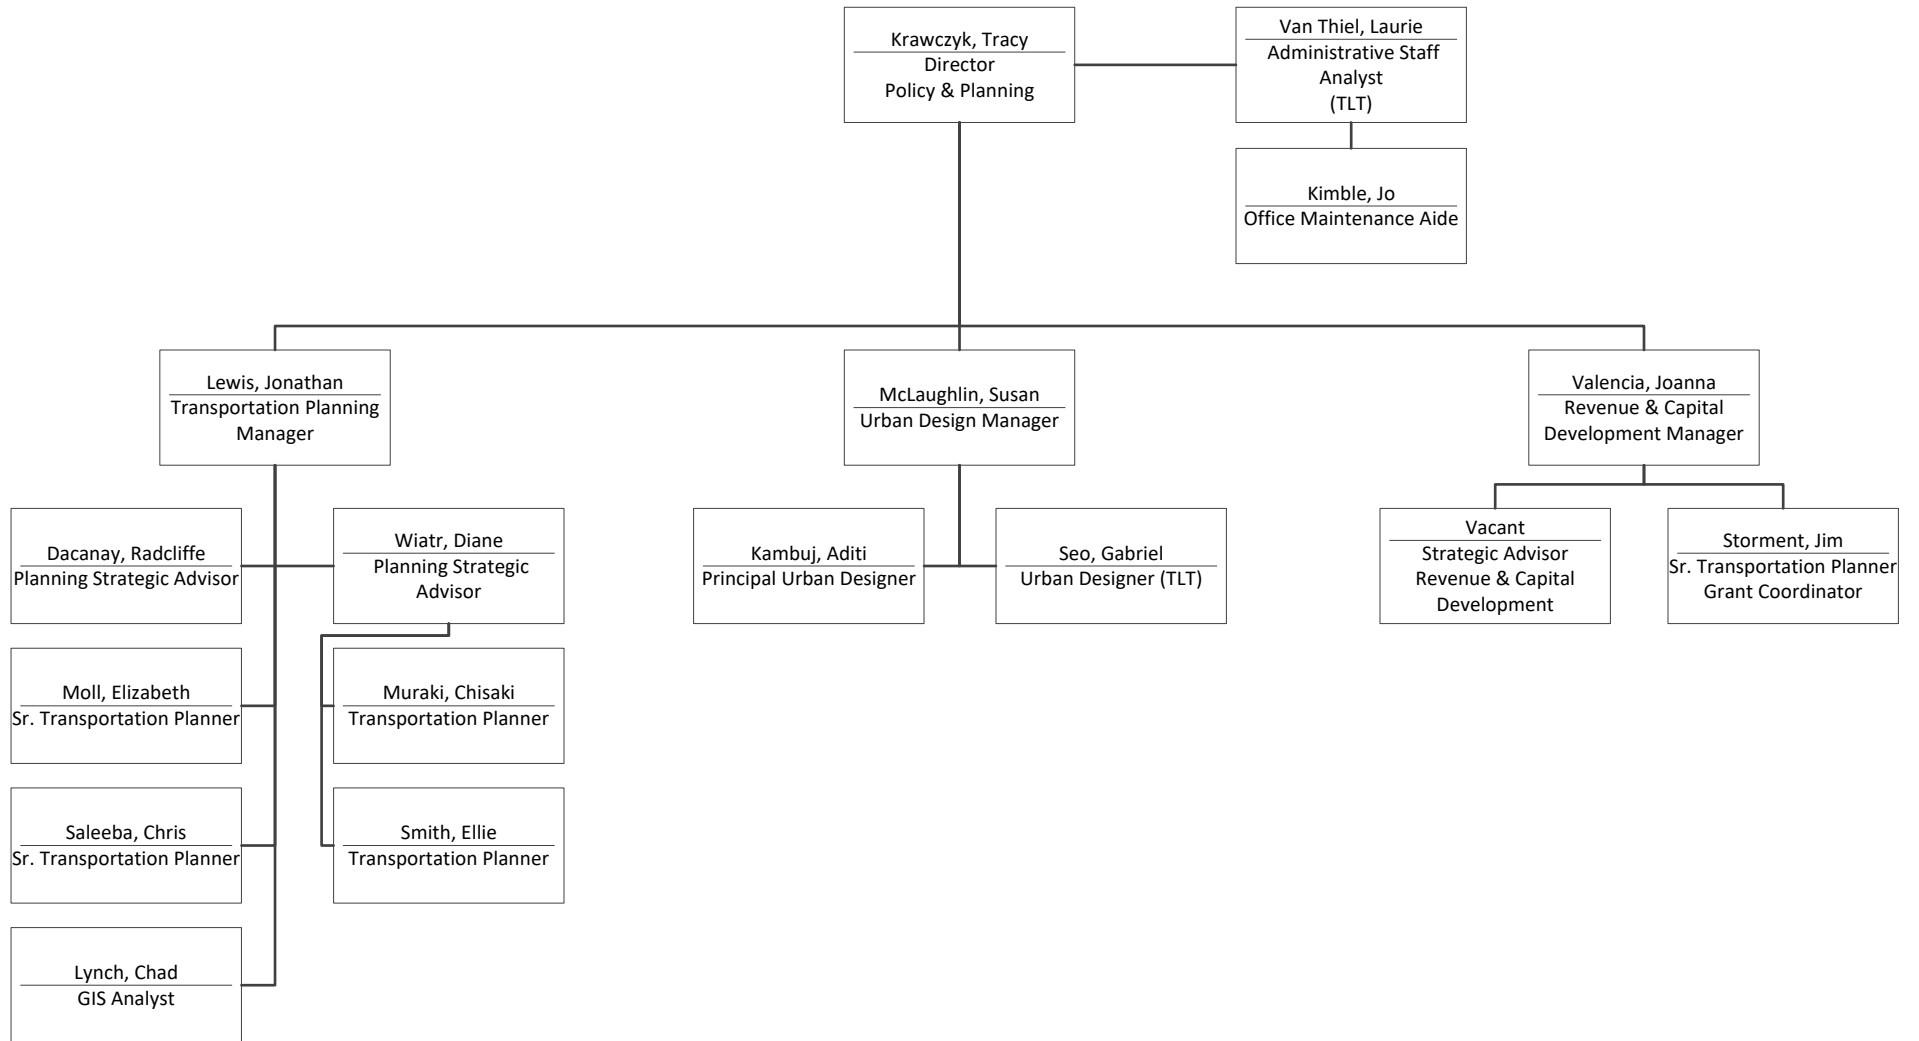 Krawczyk, Tracy
Director
Policy & Planning
Van Thiel, Laurie
Administrative Staff
Analyst
(TLT)
Kimble, Jo
Office Maintenance Aide
Lewis, Jonathan
Transportation Planning
Manager
McLaughlin, Susan
Urban Design Manager
Valencia, Joanna
Revenue & Capital
Development Manager
Dacanay, Radcliffe
Planning Strategic Advisor
Wiatr, Diane
Planning Strategic
Advisor
Kambuj, Aditi
Principal Urban Designer
Seo, Gabriel
Urban Designer (TLT)
Vacant
Strategic Advisor
Revenue & Capital
Development
Storment, Jim
Sr. Transportation Planner
Grant Coordinator
Moll, Elizabeth
Sr. Transportation Planner
Muraki, Chisaki
Transportation Planner
Saleeba, Chris
Sr. Transportation Planner
Smith, Ellie
Transportation Planner
Lynch, Chad
GIS Analyst